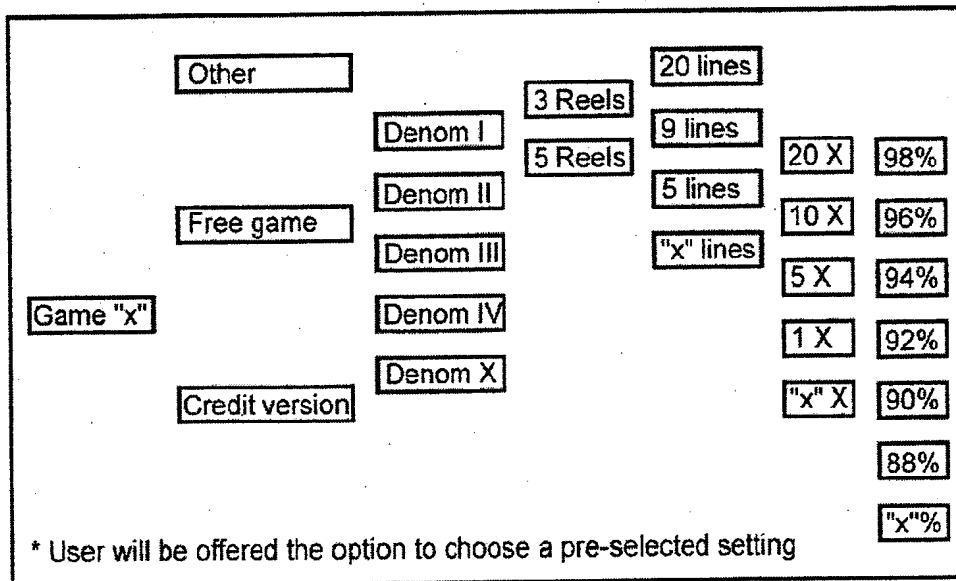 Game "x"
Other
Free game
Credit version
Denom I
Denom II
Denom III
Denom IV
Denom X
3 Reels
5 Reels
20 lines
9 lines
5 lines
"x" lines
20 X
10 X
5 X
1 X
"x" X
98%
96%
94%
92%
90%
88%
"x"%
* User will be offered the option to choose a pre-selected setting